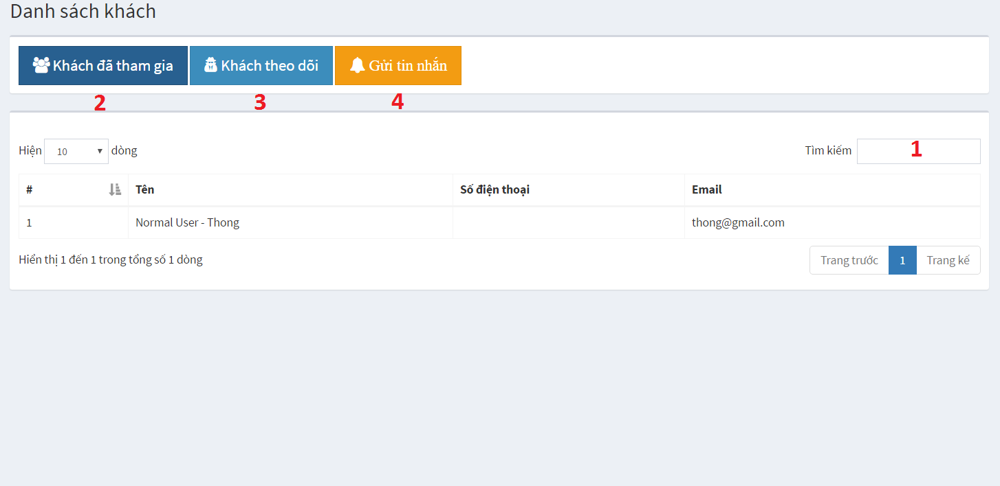 Danh sách khách
Khách đã tham gia Khách theo dõi Gửi tin nhắn
2 3 4
Hiện 10 dòng Tìm kiếm 1
# Tên Số điện thoại Email
1 Normal User - Thong thong@gmail.com
Hiển thị 1 đến 1 trong tổng số 1 dòng Trang trước 1 Trang kế